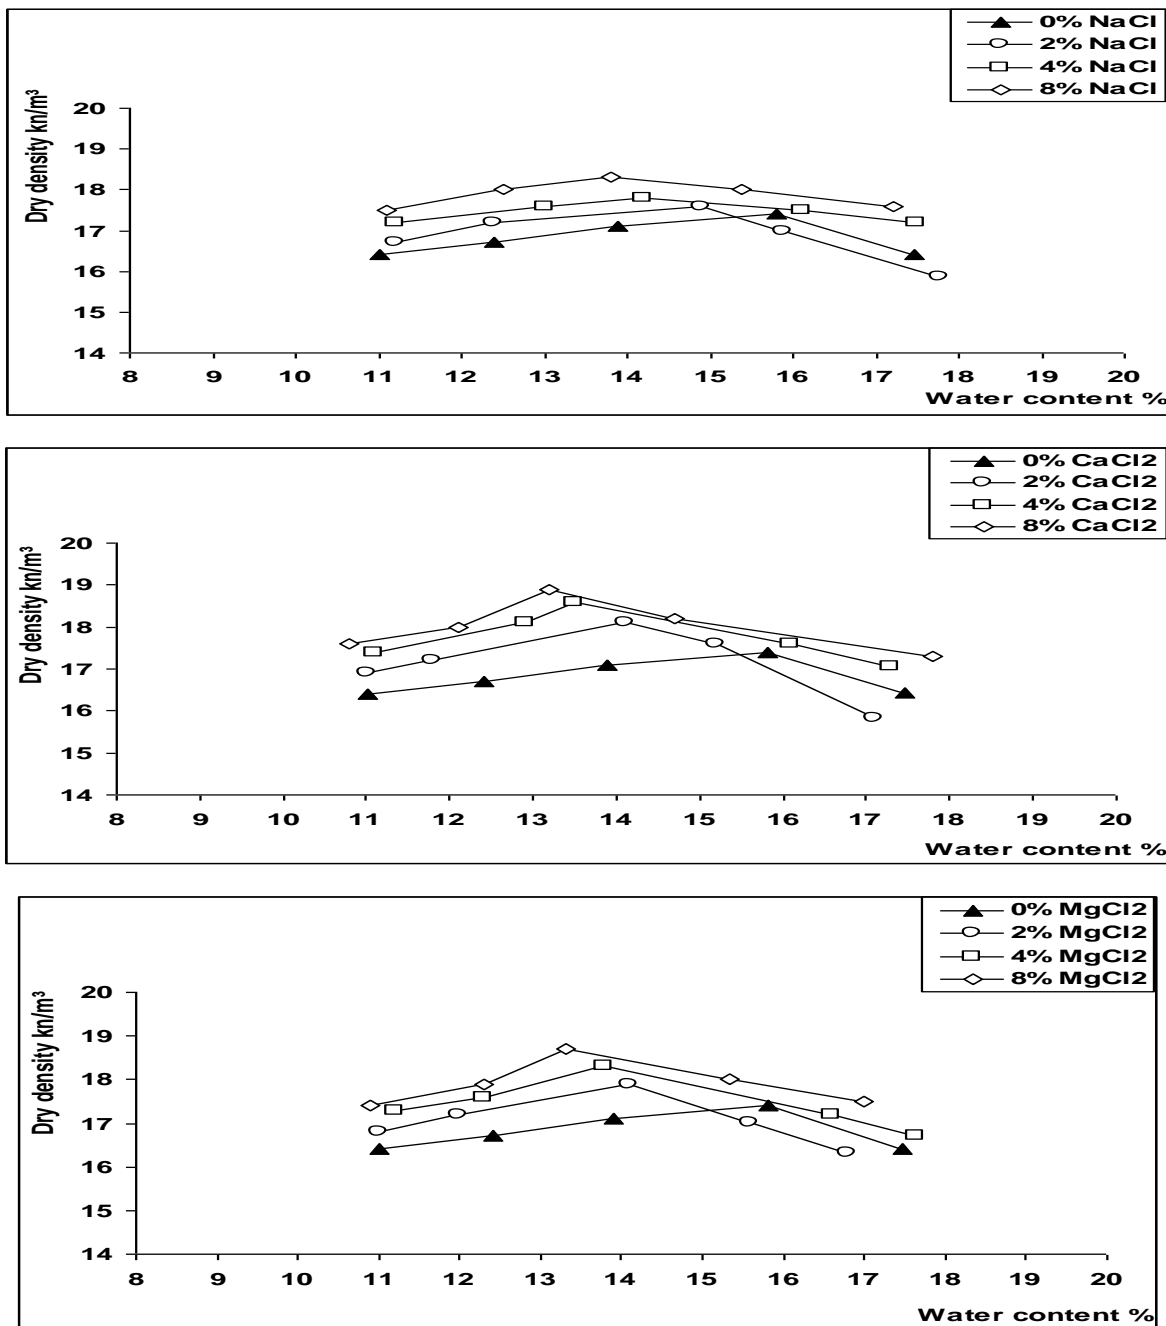 0% NaCl
2% NaCl
4% NaCl
8% NaCl
Dry density kn/m³
20
19
18
17
16
15
14
8 9 10 11 12 13 14 15 16 17 18 19 20
Water content %
0% CaCl2
2% CaCl2
4% CaCl2
8% CaCl2
Dry density kn/m³
20
19
18
17
16
15
14
8 9 10 11 12 13 14 15 16 17 18 19 20
Water content %
0% MgCl2
2% MgCl2
4% MgCl2
8% MgCl2
Dry density kn/m³
20
19
18
17
16
15
14
8 9 10 11 12 13 14 15 16 17 18 19 20
Water content %